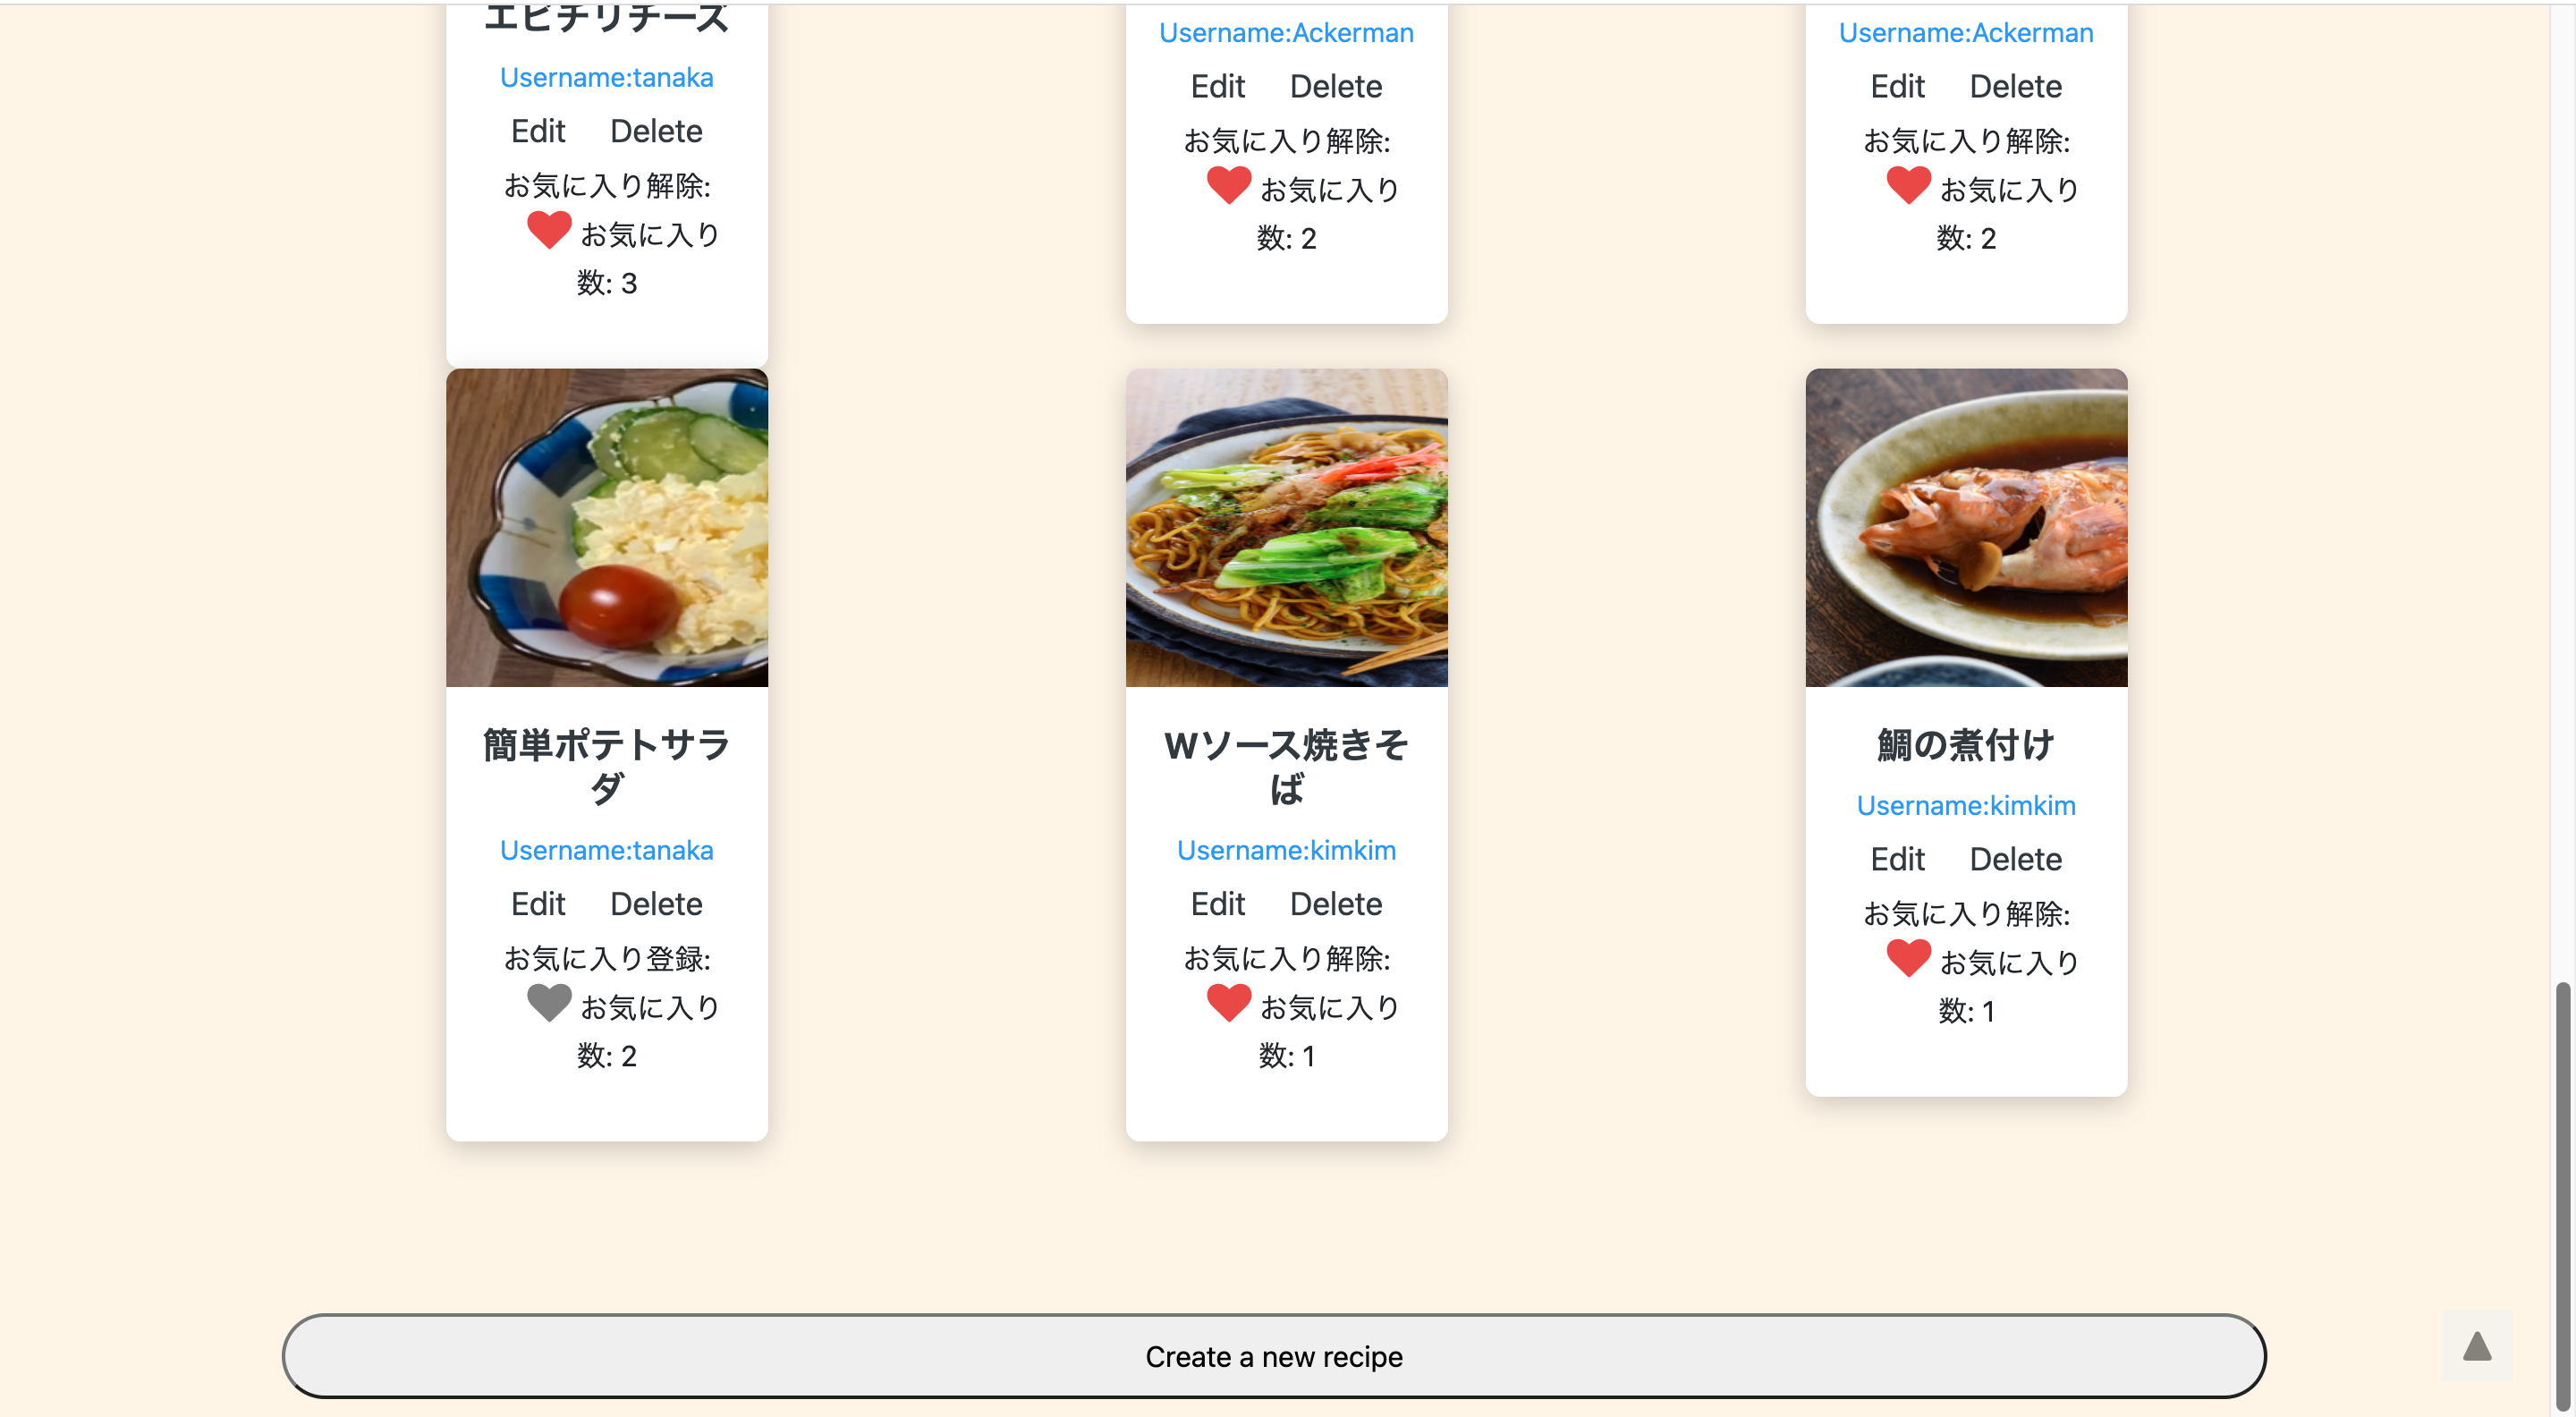 エビチリチーズ
Username:tanaka
Edit Delete
お気に入り解除:
お気に入り
数: 3
Username:Ackerman
Edit Delete
お気に入り解除:
お気に入り
数: 2
Username:Ackerman
Edit Delete
お気に入り解除:
お気に入り
数: 2
簡単ポテトサラ
ダ
Username:tanaka
Edit Delete
お気に入り登録:
お気に入り
数: 2
Wソース焼きそ
ば
Username:kimkim
Edit Delete
お気に入り解除:
お気に入り
数: 1
鯛の煮付け
Username:kimkim
Edit Delete
お気に入り解除:
お気に入り
数: 1
Create a new recipe